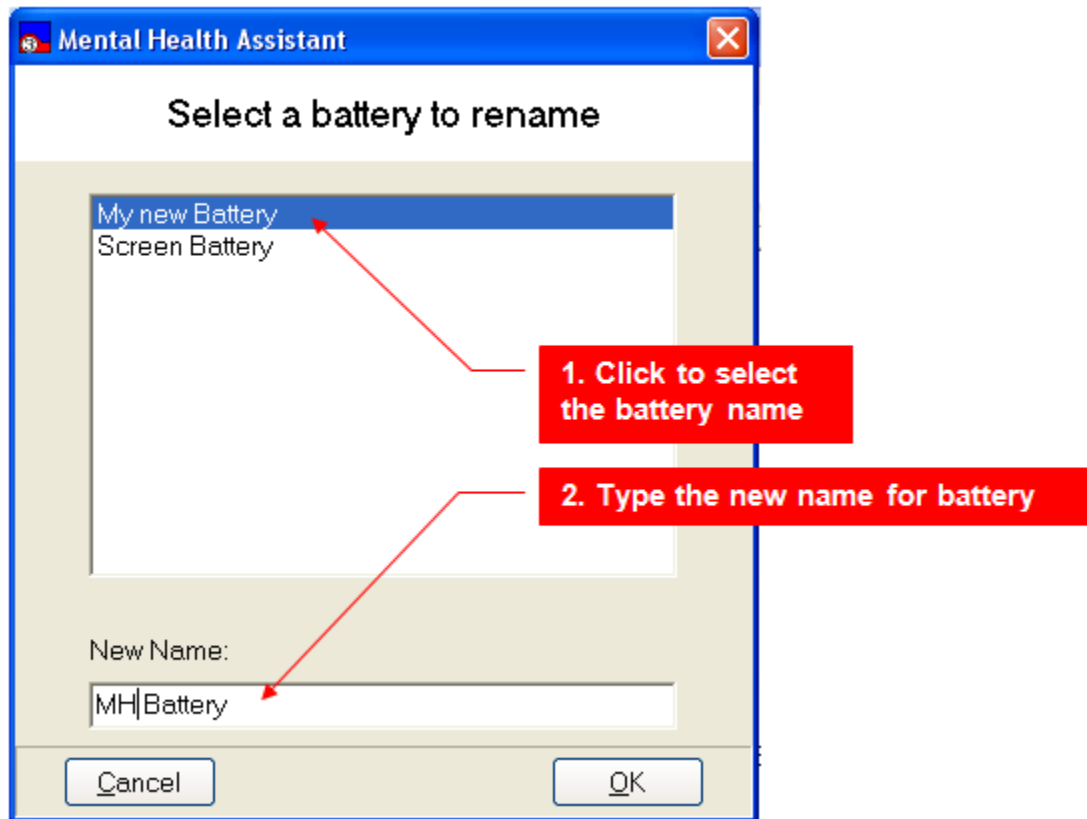 Mental Health Assistant
Select a battery to rename
My new Battery
Screen Battery
1. Click to select
the battery name
2. Type the new name for battery
New Name:
MH Battery
Cancel
OK